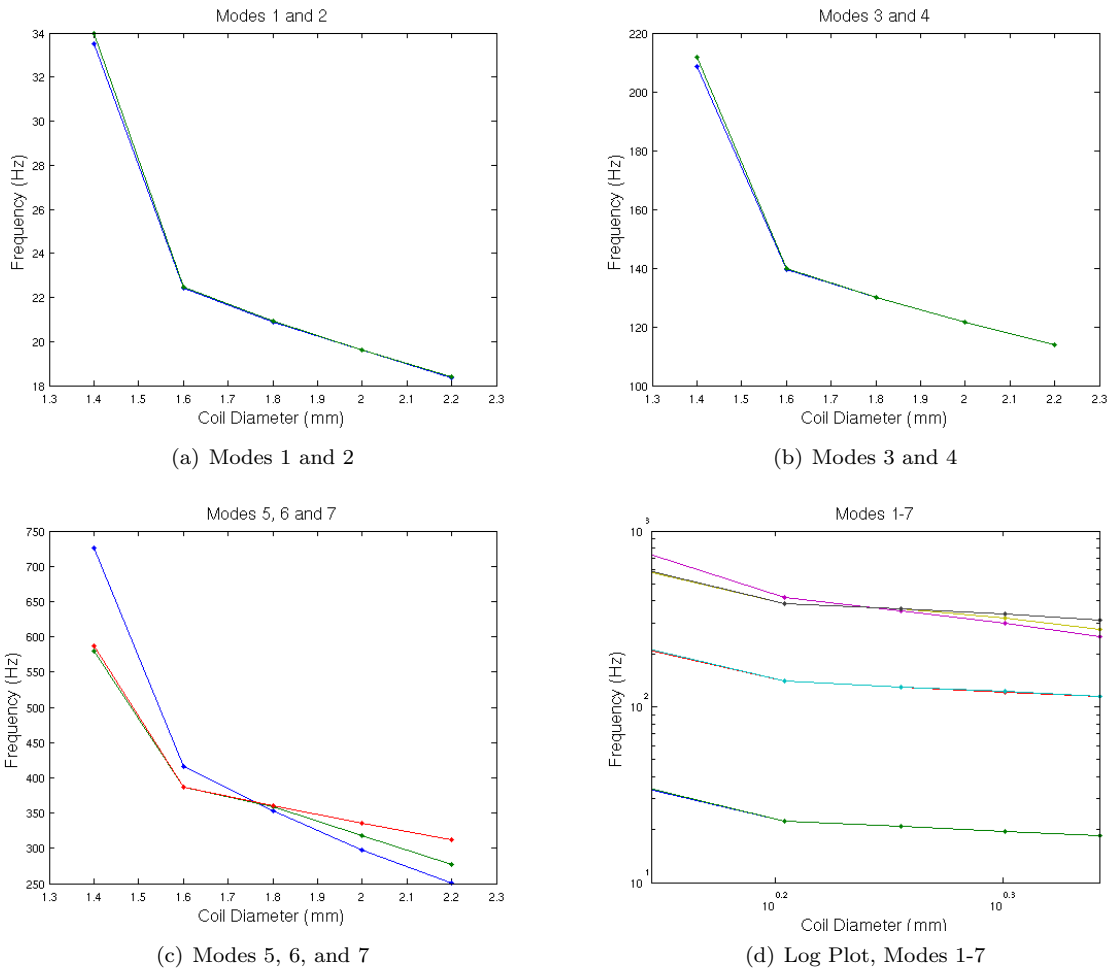 Modes 1 and 2
34
32
30
28
26
24
22
20
18
1.3 1.4 1.5 1.6 1.7 1.8 1.9 2 2.1 2.2 2.3
Frequency (Hz)
Coil Diameter (mm)
(a) Modes 1 and 2
Modes 3 and 4
220
200
180
160
140
120
100
1.3 1.4 1.5 1.6 1.7 1.8 1.9 2 2.1 2.2 2.3
Frequency (Hz)
Coil Diameter (mm)
(b) Modes 3 and 4
Modes 5, 6 and 7
750
700
650
600
550
500
450
400
350
300
250
1.3 1.4 1.5 1.6 1.7 1.8 1.9 2 2.1 2.2 2.3
Frequency (Hz)
Coil Diameter (mm)
(c) Modes 5, 6, and 7
Modes 1-7
10^3
10^2
10^1
10^0.2 10^0.3
Frequency (Hz)
Coil Diameter (mm)
(d) Log Plot, Modes 1-7